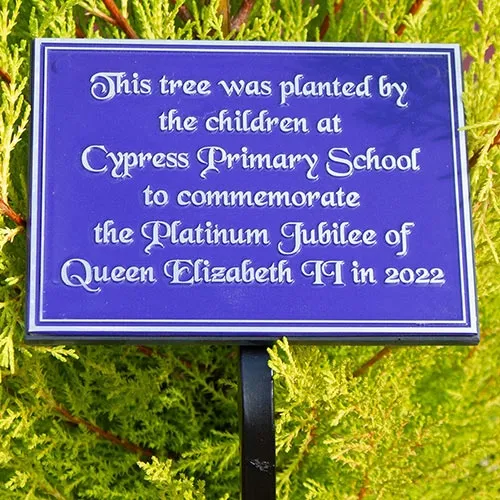 This tree was planted by
the children at
Cypress Primary School
to commemorate
the Platinum Jubilee of
Queen Elizabeth II in 2022